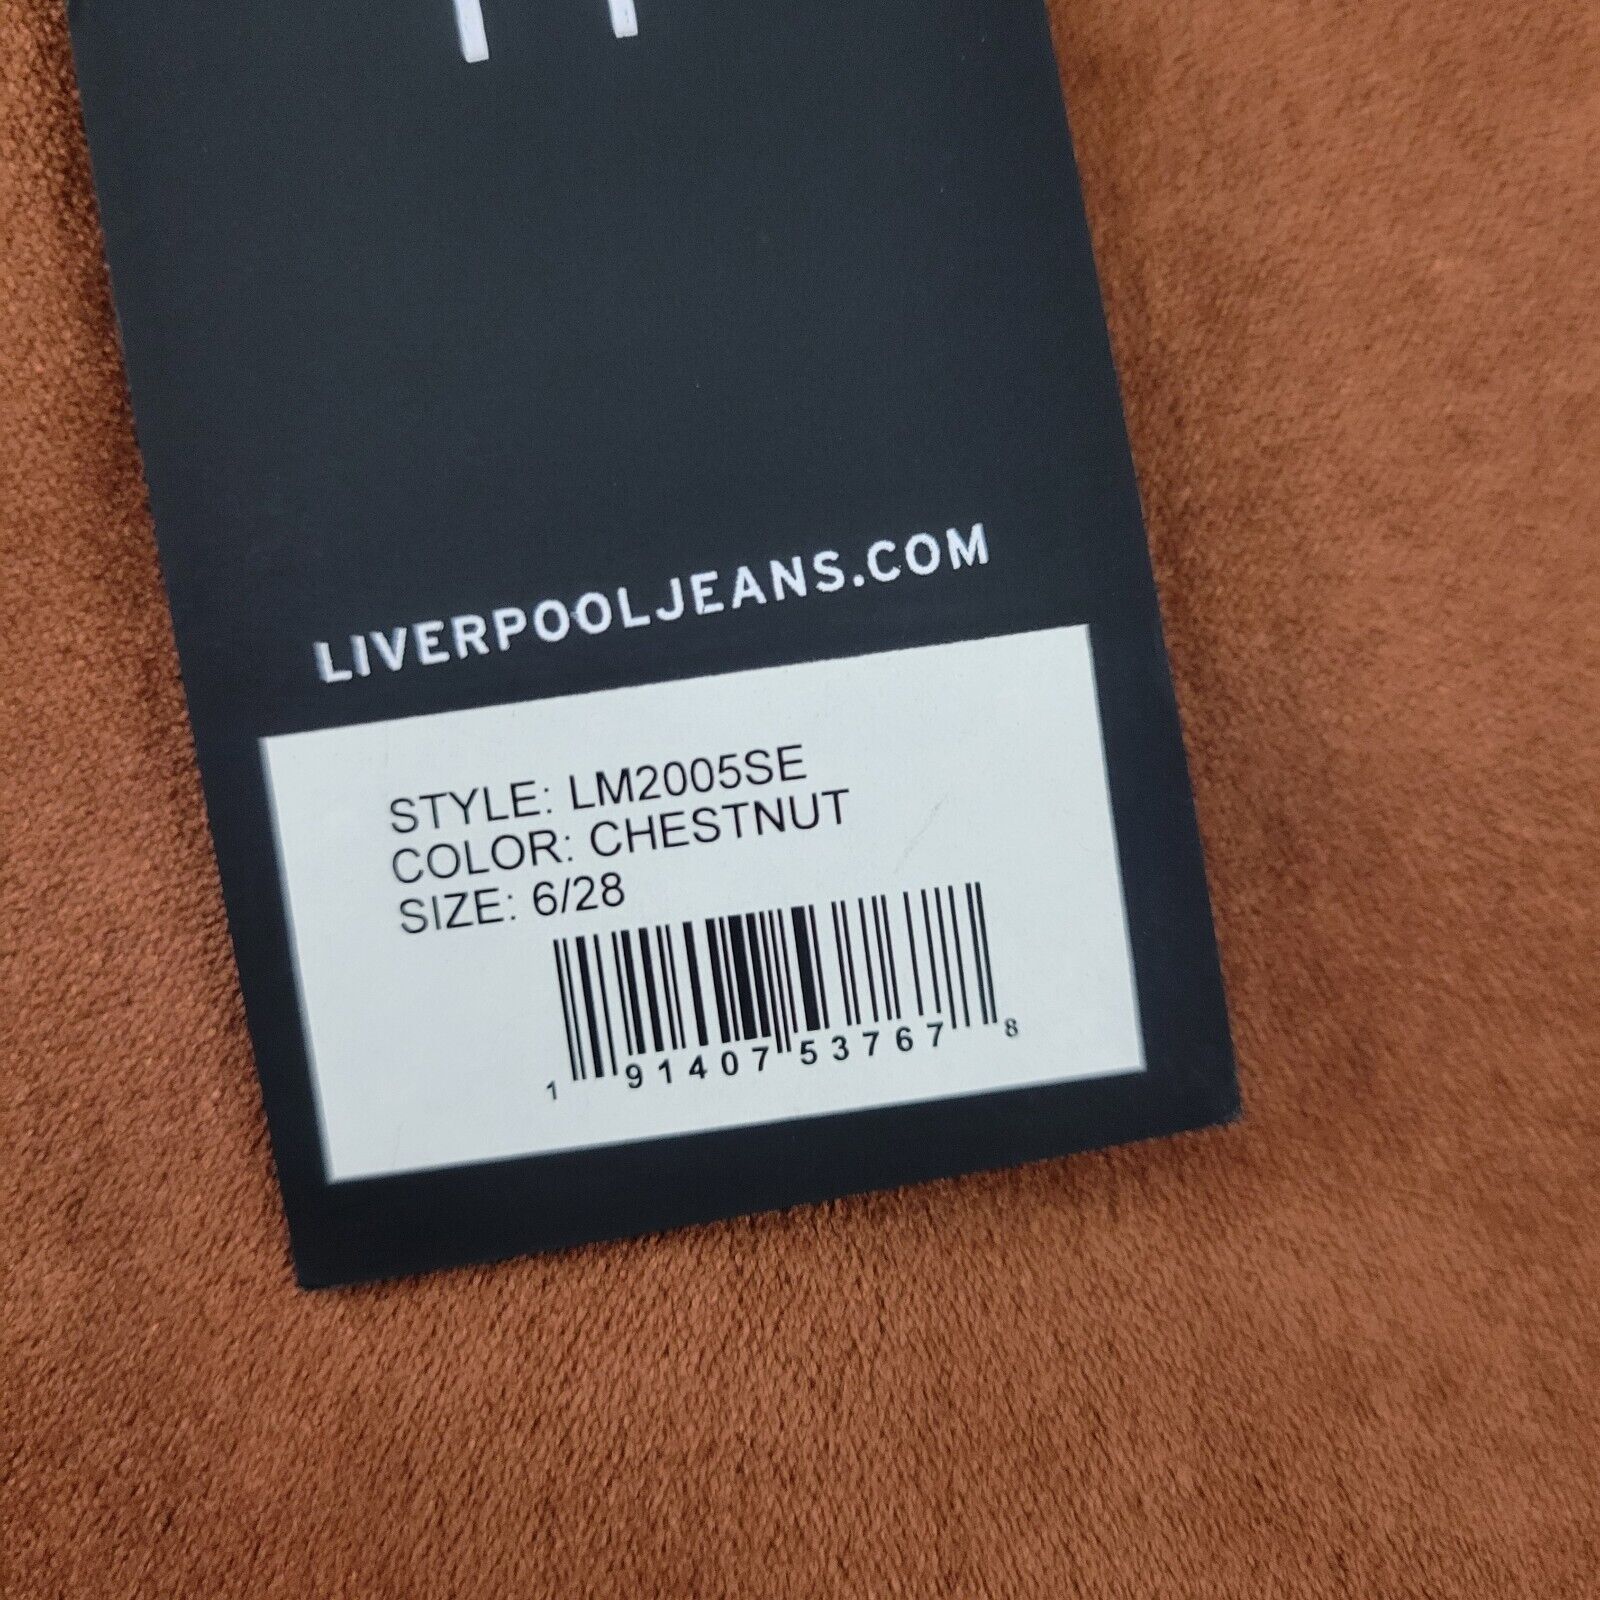 LIVERPOOLJEANS.COM
STYLE: LM2005SE
COLOR: CHESTNUT
SIZE: 6/28
1 91407 53767 8